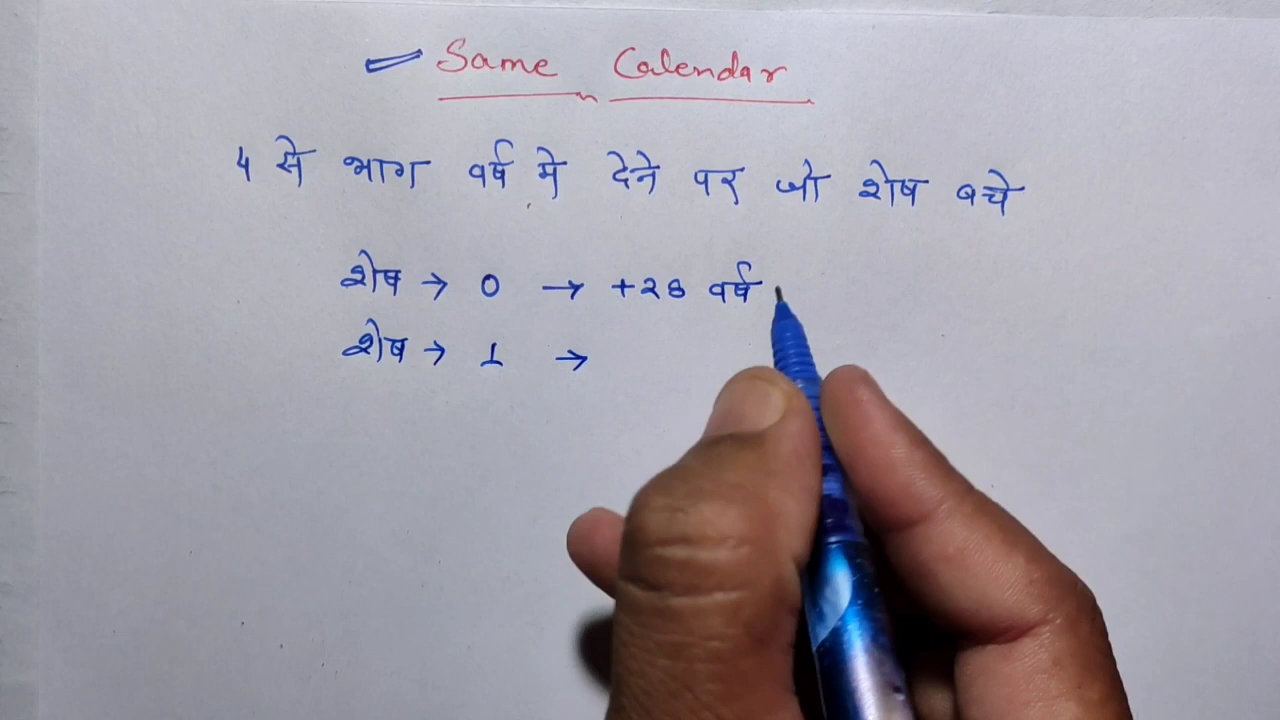 Same Calendar
4 से भाग वर्ष मे देने पर जो शेष बचे
शेष → 0 → +28 वर्ष
शेष → 1 →